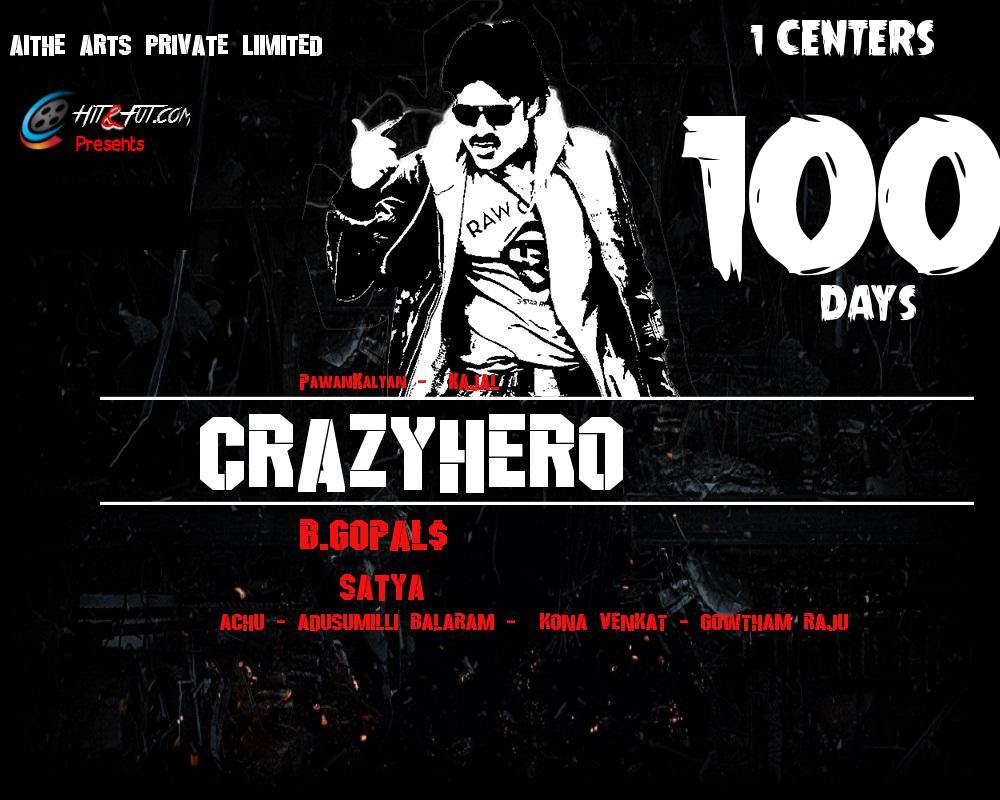 AITHE ARTS PRIVATE LIIMITED
1 CENTERS
HIT&FUT.COM
Presents
100
DAYS
RAW
PAWANKALYAN - KAJAL
CRAZYHERO
B.GOPAL$
SATYA
ACHU - ADUSUMILLI BALARAM - KONA VENKAT - GOWTHAM RAJU